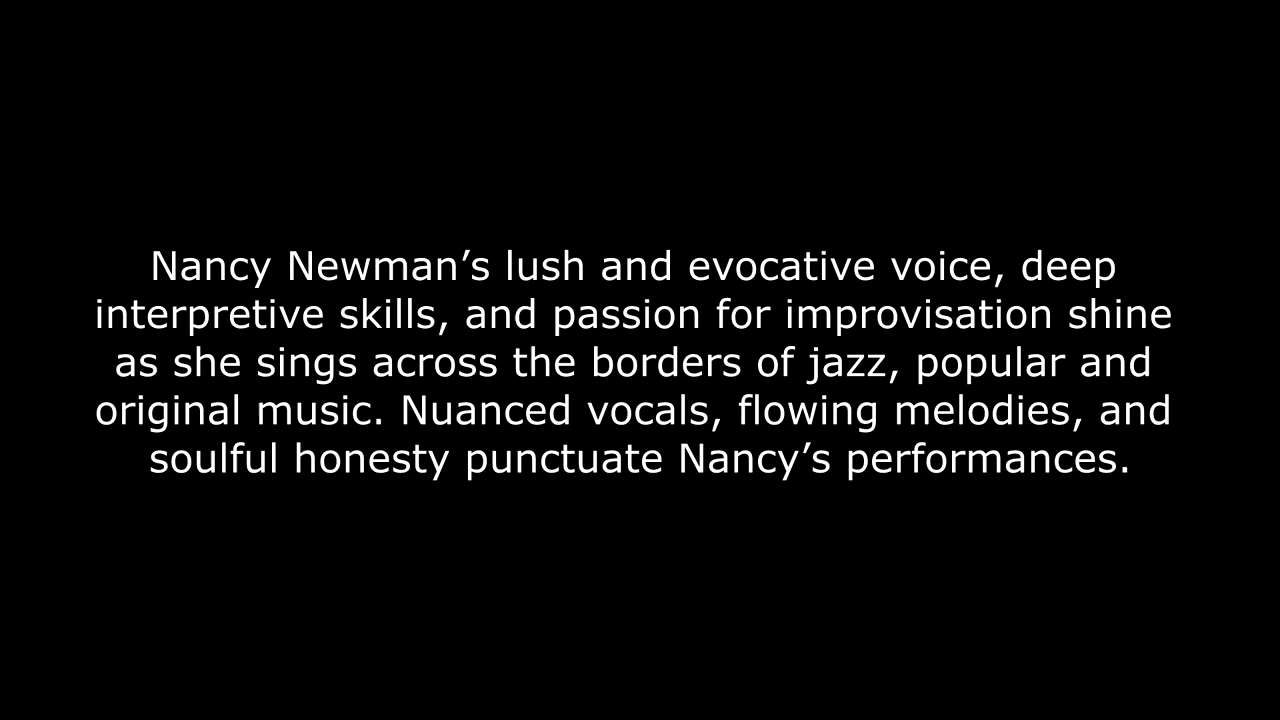 Nancy Newman’s lush and evocative voice, deep
interpretive skills, and passion for improvisation shine
as she sings across the borders of jazz, popular and
original music. Nuanced vocals, flowing melodies, and
soulful honesty punctuate Nancy’s performances.